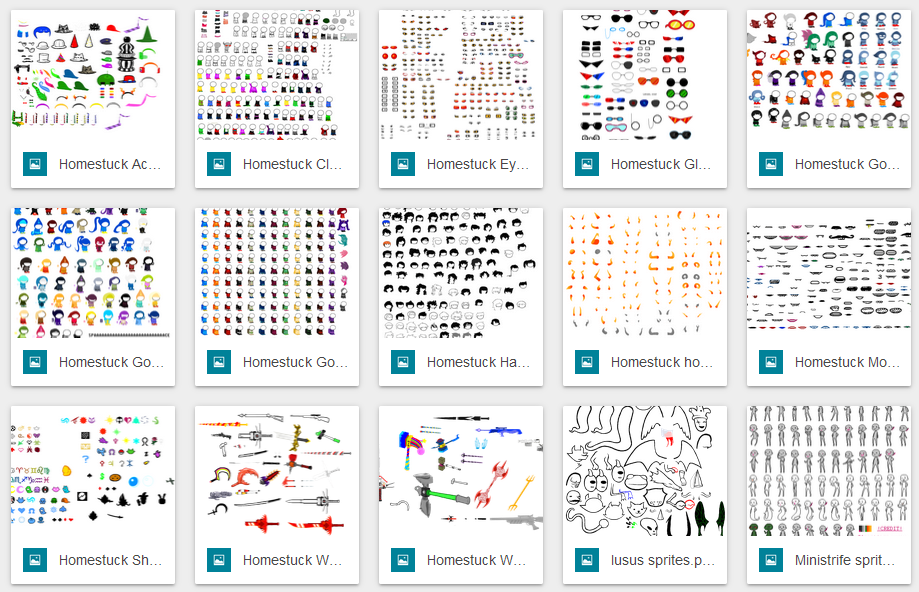 Homestuck Ac...
Homestuck Cl...
Homestuck Ey...
Homestuck Gl...
Homestuck Go...
Homestuck Go...
Homestuck Go...
Homestuck Ha...
Homestuck ho...
Homestuck Mo...
Homestuck Sh...
Homestuck W...
Homestuck W...
!CREDIT!
lusus sprites.p...
Ministrife sprit...